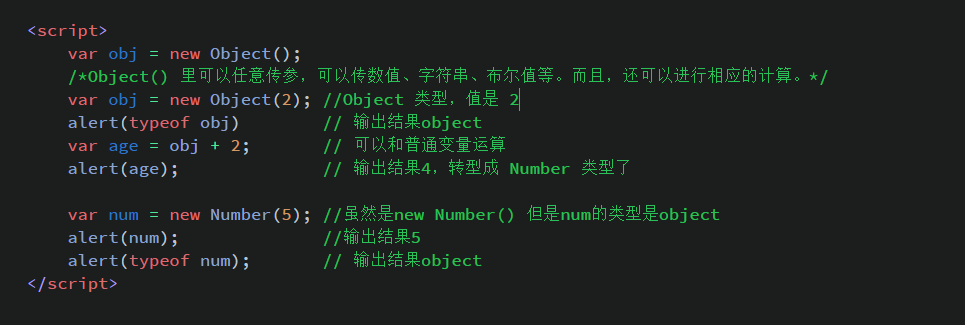 <script>
    var obj = new Object();
    /*Object() 里可以任意传参，可以传数值、字符串、布尔值等。而且，还可以进行相应的计算。*/
    var obj = new Object(2); //Object 类型，值是 2
    alert(typeof obj)         // 输出结果object
    var age = obj + 2;        // 可以和普通变量运算
    alert(age);               // 输出结果4，转型成 Number 类型了

    var num = new Number(5); //虽然是new Number() 但是num的类型是object
    alert(num);               //输出结果5
    alert(typeof num);        // 输出结果object
</script>